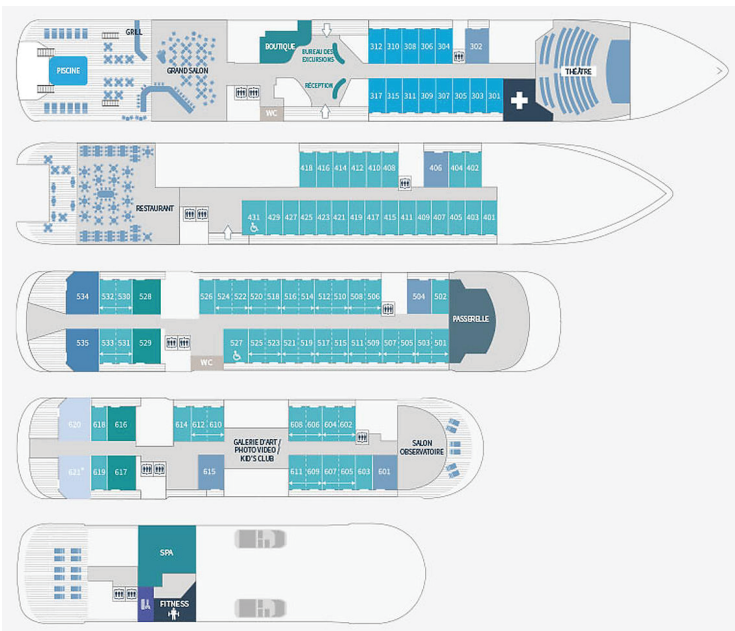 GRILL
PISCINE
GRAND SALON
BOUTIQUE
BUREAU DES
EXCURSIONS
RÉCEPTION
WC
312 310 308 306 304
302
317 315 311 309 307 305 303 301
THÉÂTRE
RESTAURANT
418 416 414 412 410 408
406 404 402
431 429 427 425 423 421 419 417 415 411 409 407 405 403 401
534
532 530 528
526 524 522 520 518 516 514 512 510 508 506
504 502
PASSERELLE
535
533 531 529
WC
527 525 523 521 519 517 515 511 509 507 505 503 501
620 618 616
614 612 610
608 606 604 602
GALERIE D'ART /
PHOTO VIDEO /
KID'S CLUB
SALON
OBSERVATOIRE
621* 619 617
615
611 609 607 605 603 601
SPA
FITNESS